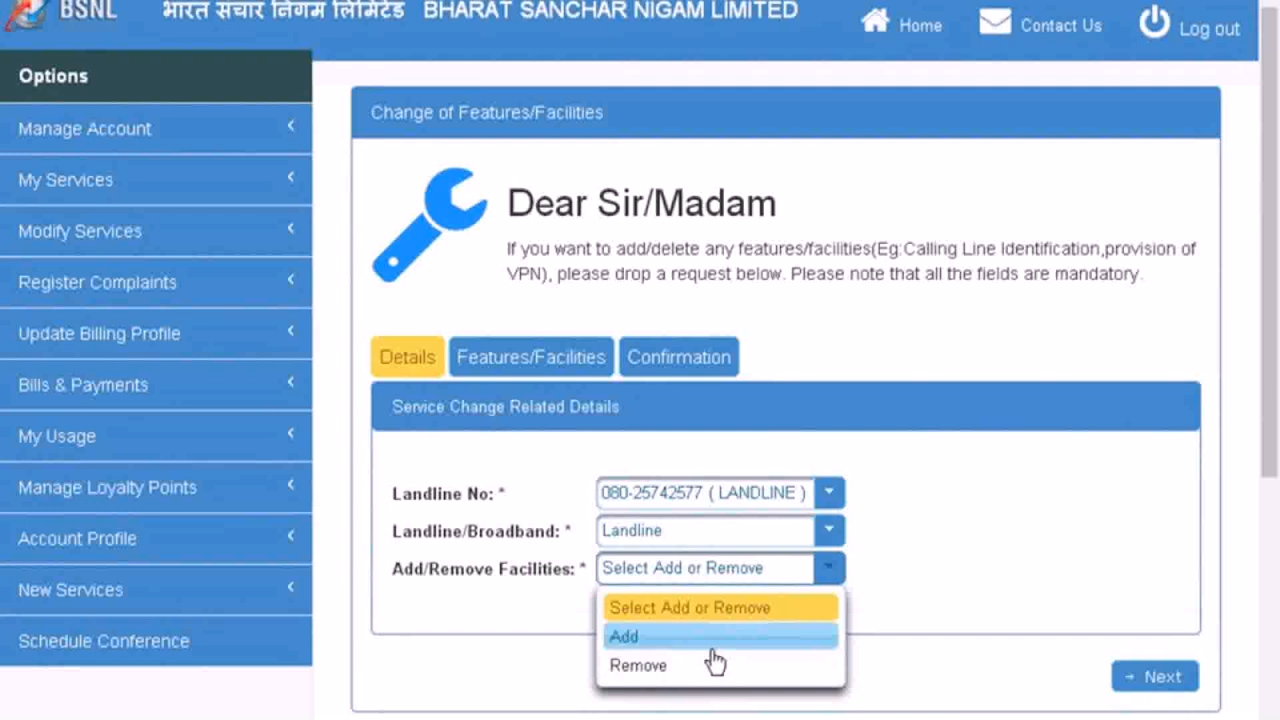 BSNL भारत संचार निगम लिमिटेड BHARAT SANCHAR NIGAM LIMITED
Home Contact Us Log out
Options
Manage Account
My Services
Modify Services
Register Complaints
Update Billing Profile
Bills & Payments
My Usage
Manage Loyalty Points
Account Profile
New Services
Schedule Conference
Change of Features/Facilities
Dear Sir/Madam
If you want to add/delete any features/facilities(Eg:Calling Line Identification,provision of
VPN), please drop a request below. Please note that all the fields are mandatory.
Details Features/Facilities Confirmation
Service Change Related Details
Landline No: * 080-25742577 ( LANDLINE )
Landline/Broadband: * Landline
Add/Remove Facilities: * Select Add or Remove
Select Add or Remove
Add
Remove
Next